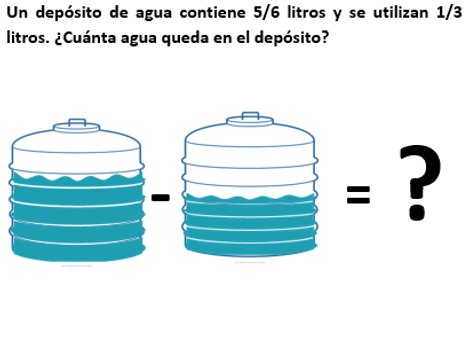 Un depósito de agua contiene 5/6 litros y se utilizan 1/3
litros. ¿Cuánta agua queda en el depósito?
- = ?